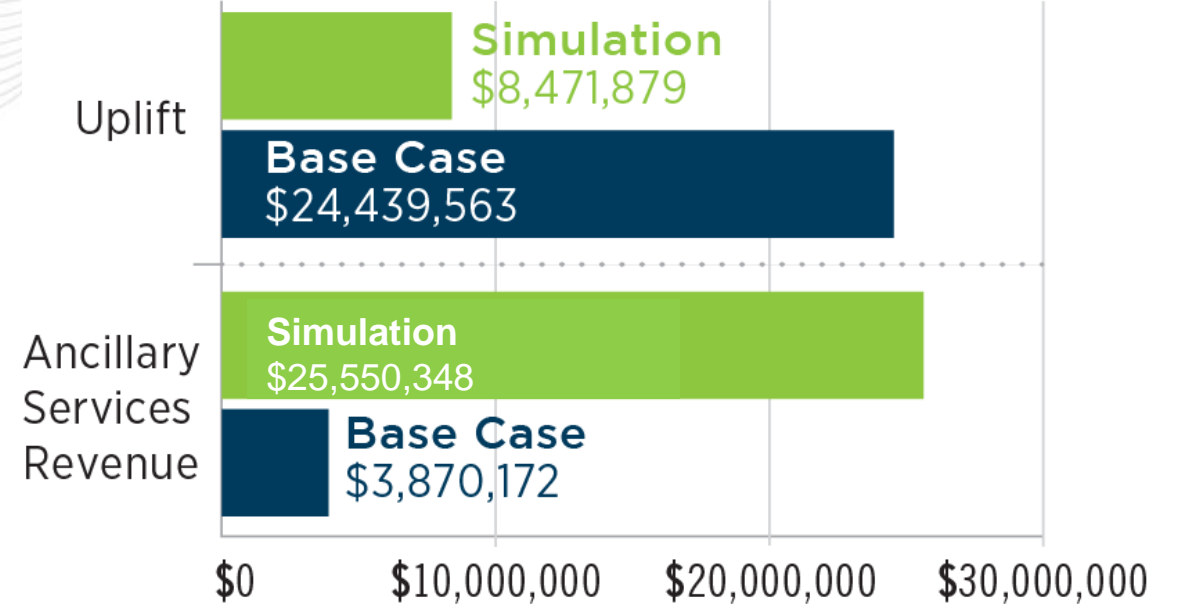 Simulation
$8,471,879
Uplift
Base Case
$24,439,563
Simulation
$25,550,348
Ancillary
Services
Revenue
Base Case
$3,870,172
$0 $10,000,000 $20,000,000 $30,000,000